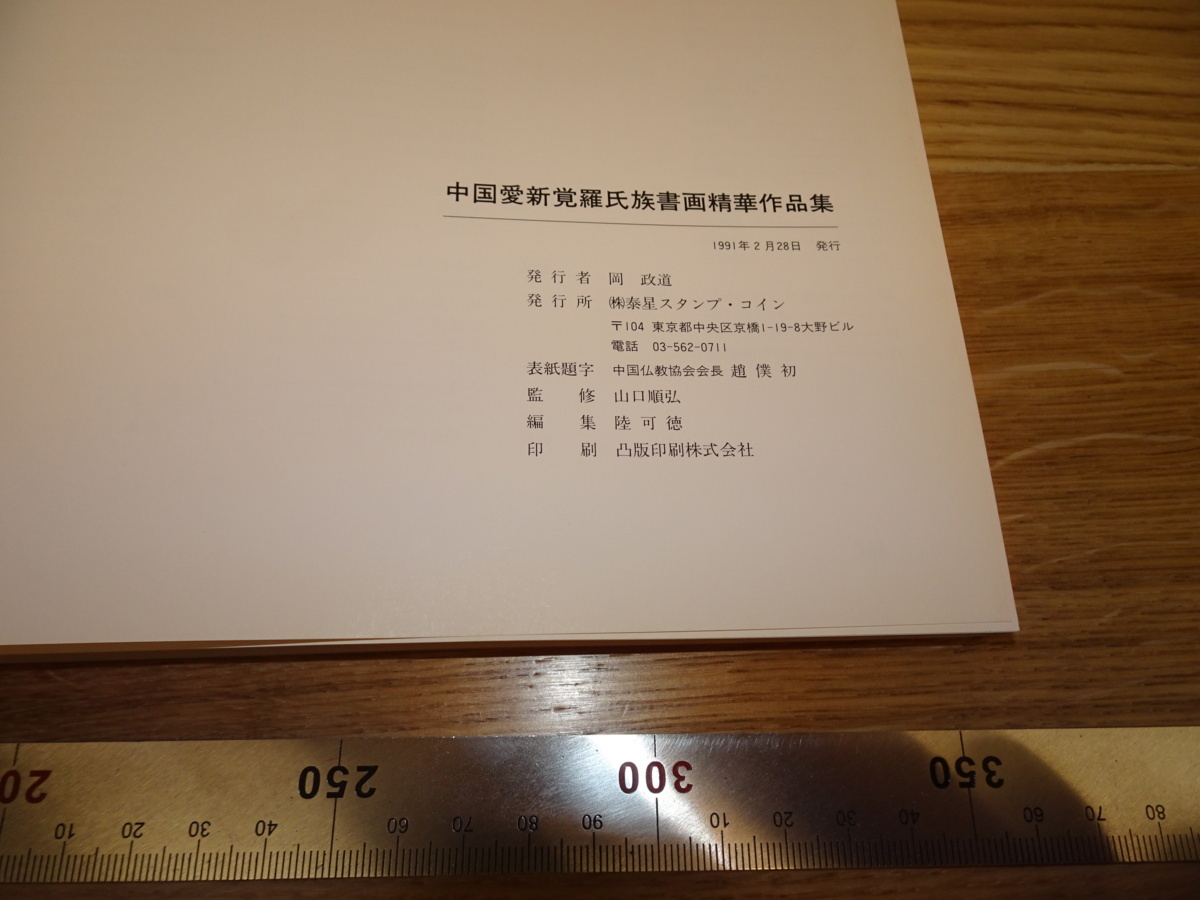 中国愛新覚羅氏族書画精華作品集
1991年2月28日 発行
発行者 岡 政道
発行所 ㈱泰星スタンプ・コイン
〒104 東京都中央区京橋1-19-8大野ビル
電話 03-562-0711
表紙題字 中国仏教協会会長 趙僕初
監修 山口順弘
編集 陸可徳
印刷 凸版印刷株式会社
200 250 300 350
10 20 30 40 60 70 80 90 10 20 30 40 60 70 80